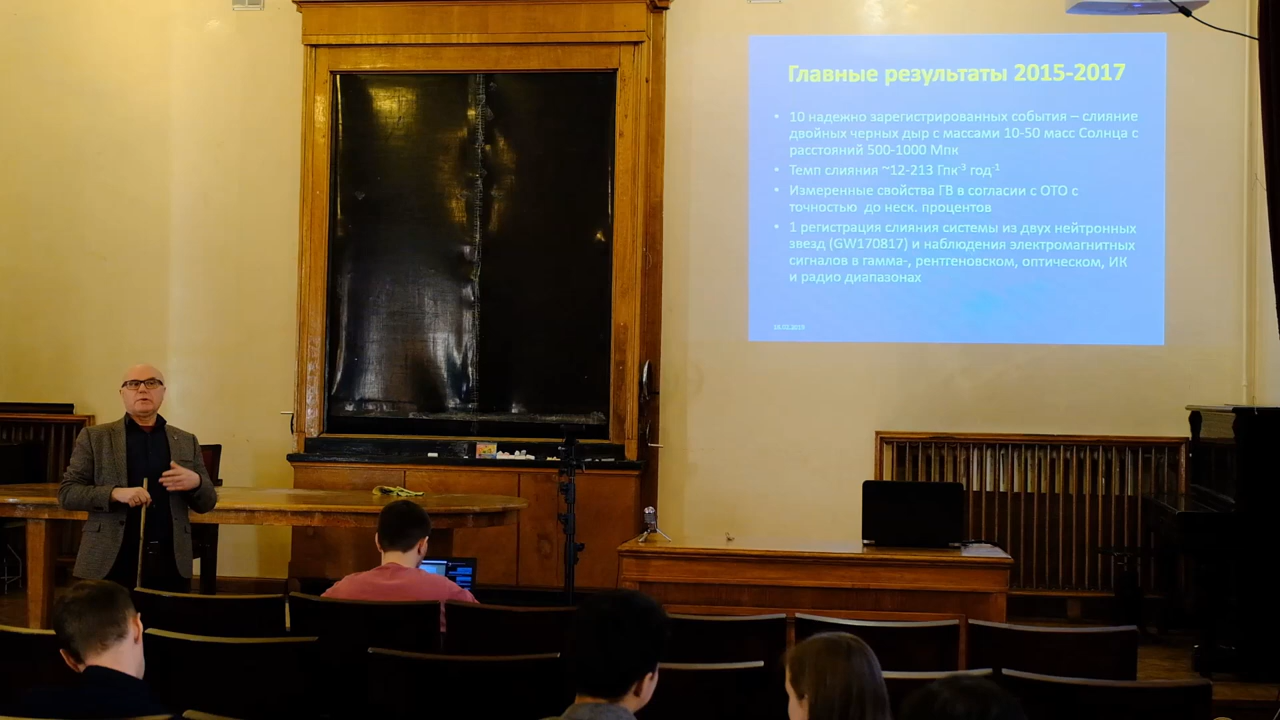 Главные результаты 2015-2017
• 10 надежно зарегистрированных события – слияние
двойных черных дыр с массами 10-50 масс Солнца с
расстояний 500-1000 Мпк
• Темп слияния ~12-213 Гпк⁻³ год⁻¹
• Измеренные свойства ГВ в согласии с ОТО с
точностью до неск. процентов
• 1 регистрация слияния системы из двух нейтронных
звезд (GW170817) и наблюдения электромагнитных
сигналов в гамма-, рентгеновском, оптическом, ИК
и радио диапазонах